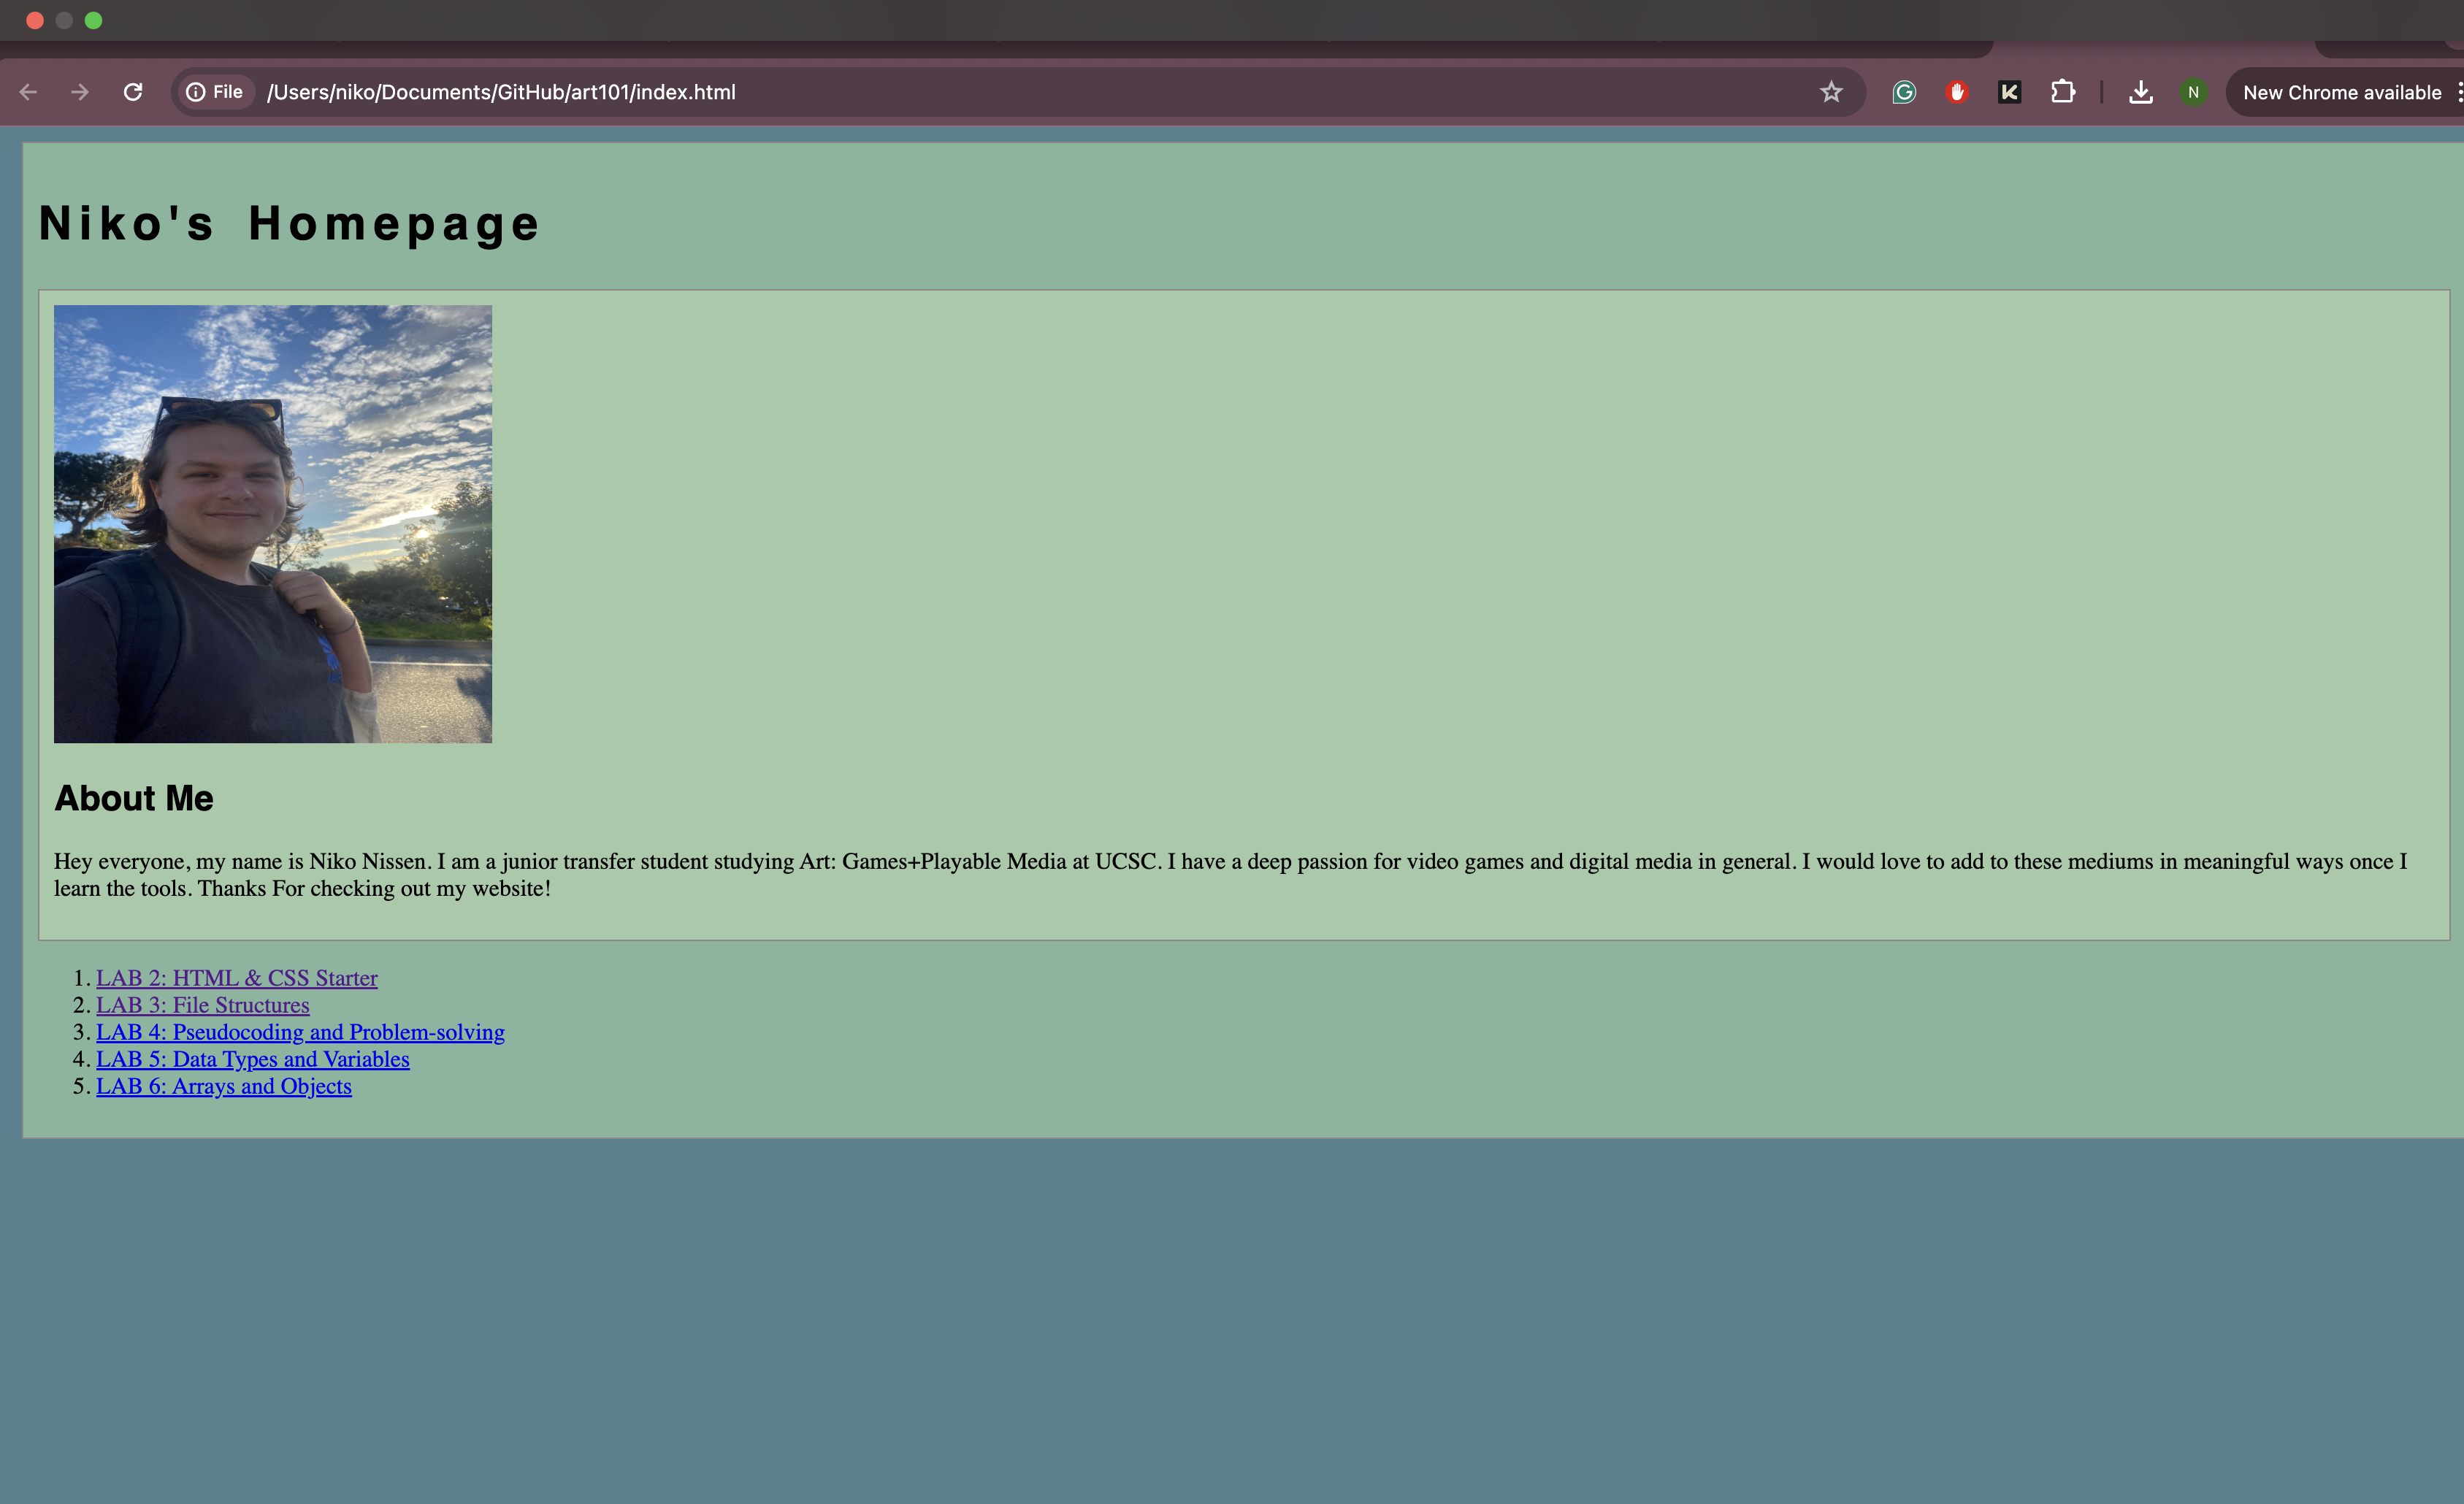 File /Users/niko/Documents/GitHub/art101/index.html N New Chrome available
Niko's Homepage
About Me
Hey everyone, my name is Niko Nissen. I am a junior transfer student studying Art: Games+Playable Media at UCSC. I have a deep passion for video games and digital media in general. I would love to add to these mediums in meaningful ways once I
learn the tools. Thanks For checking out my website!
1. LAB 2: HTML & CSS Starter
2. LAB 3: File Structures
3. LAB 4: Pseudocoding and Problem-solving
4. LAB 5: Data Types and Variables
5. LAB 6: Arrays and Objects